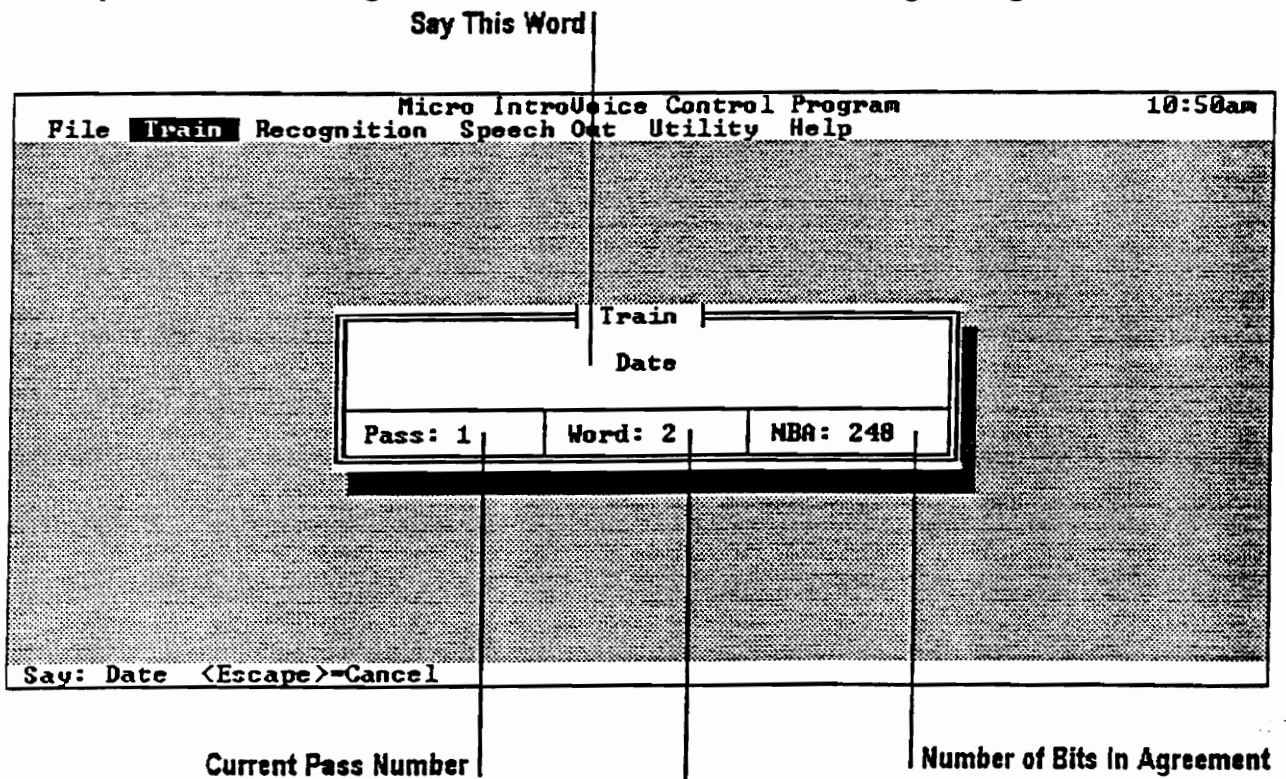 Say This Word
Micro IntroVoice Control Program 10:50am
File Train Recognition Speech Out Utility Help
Train
Date
Pass: 1 Word: 2 NBA: 248
Say: Date <Escape>=Cancel
Current Pass Number
Number of Bits in Agreement